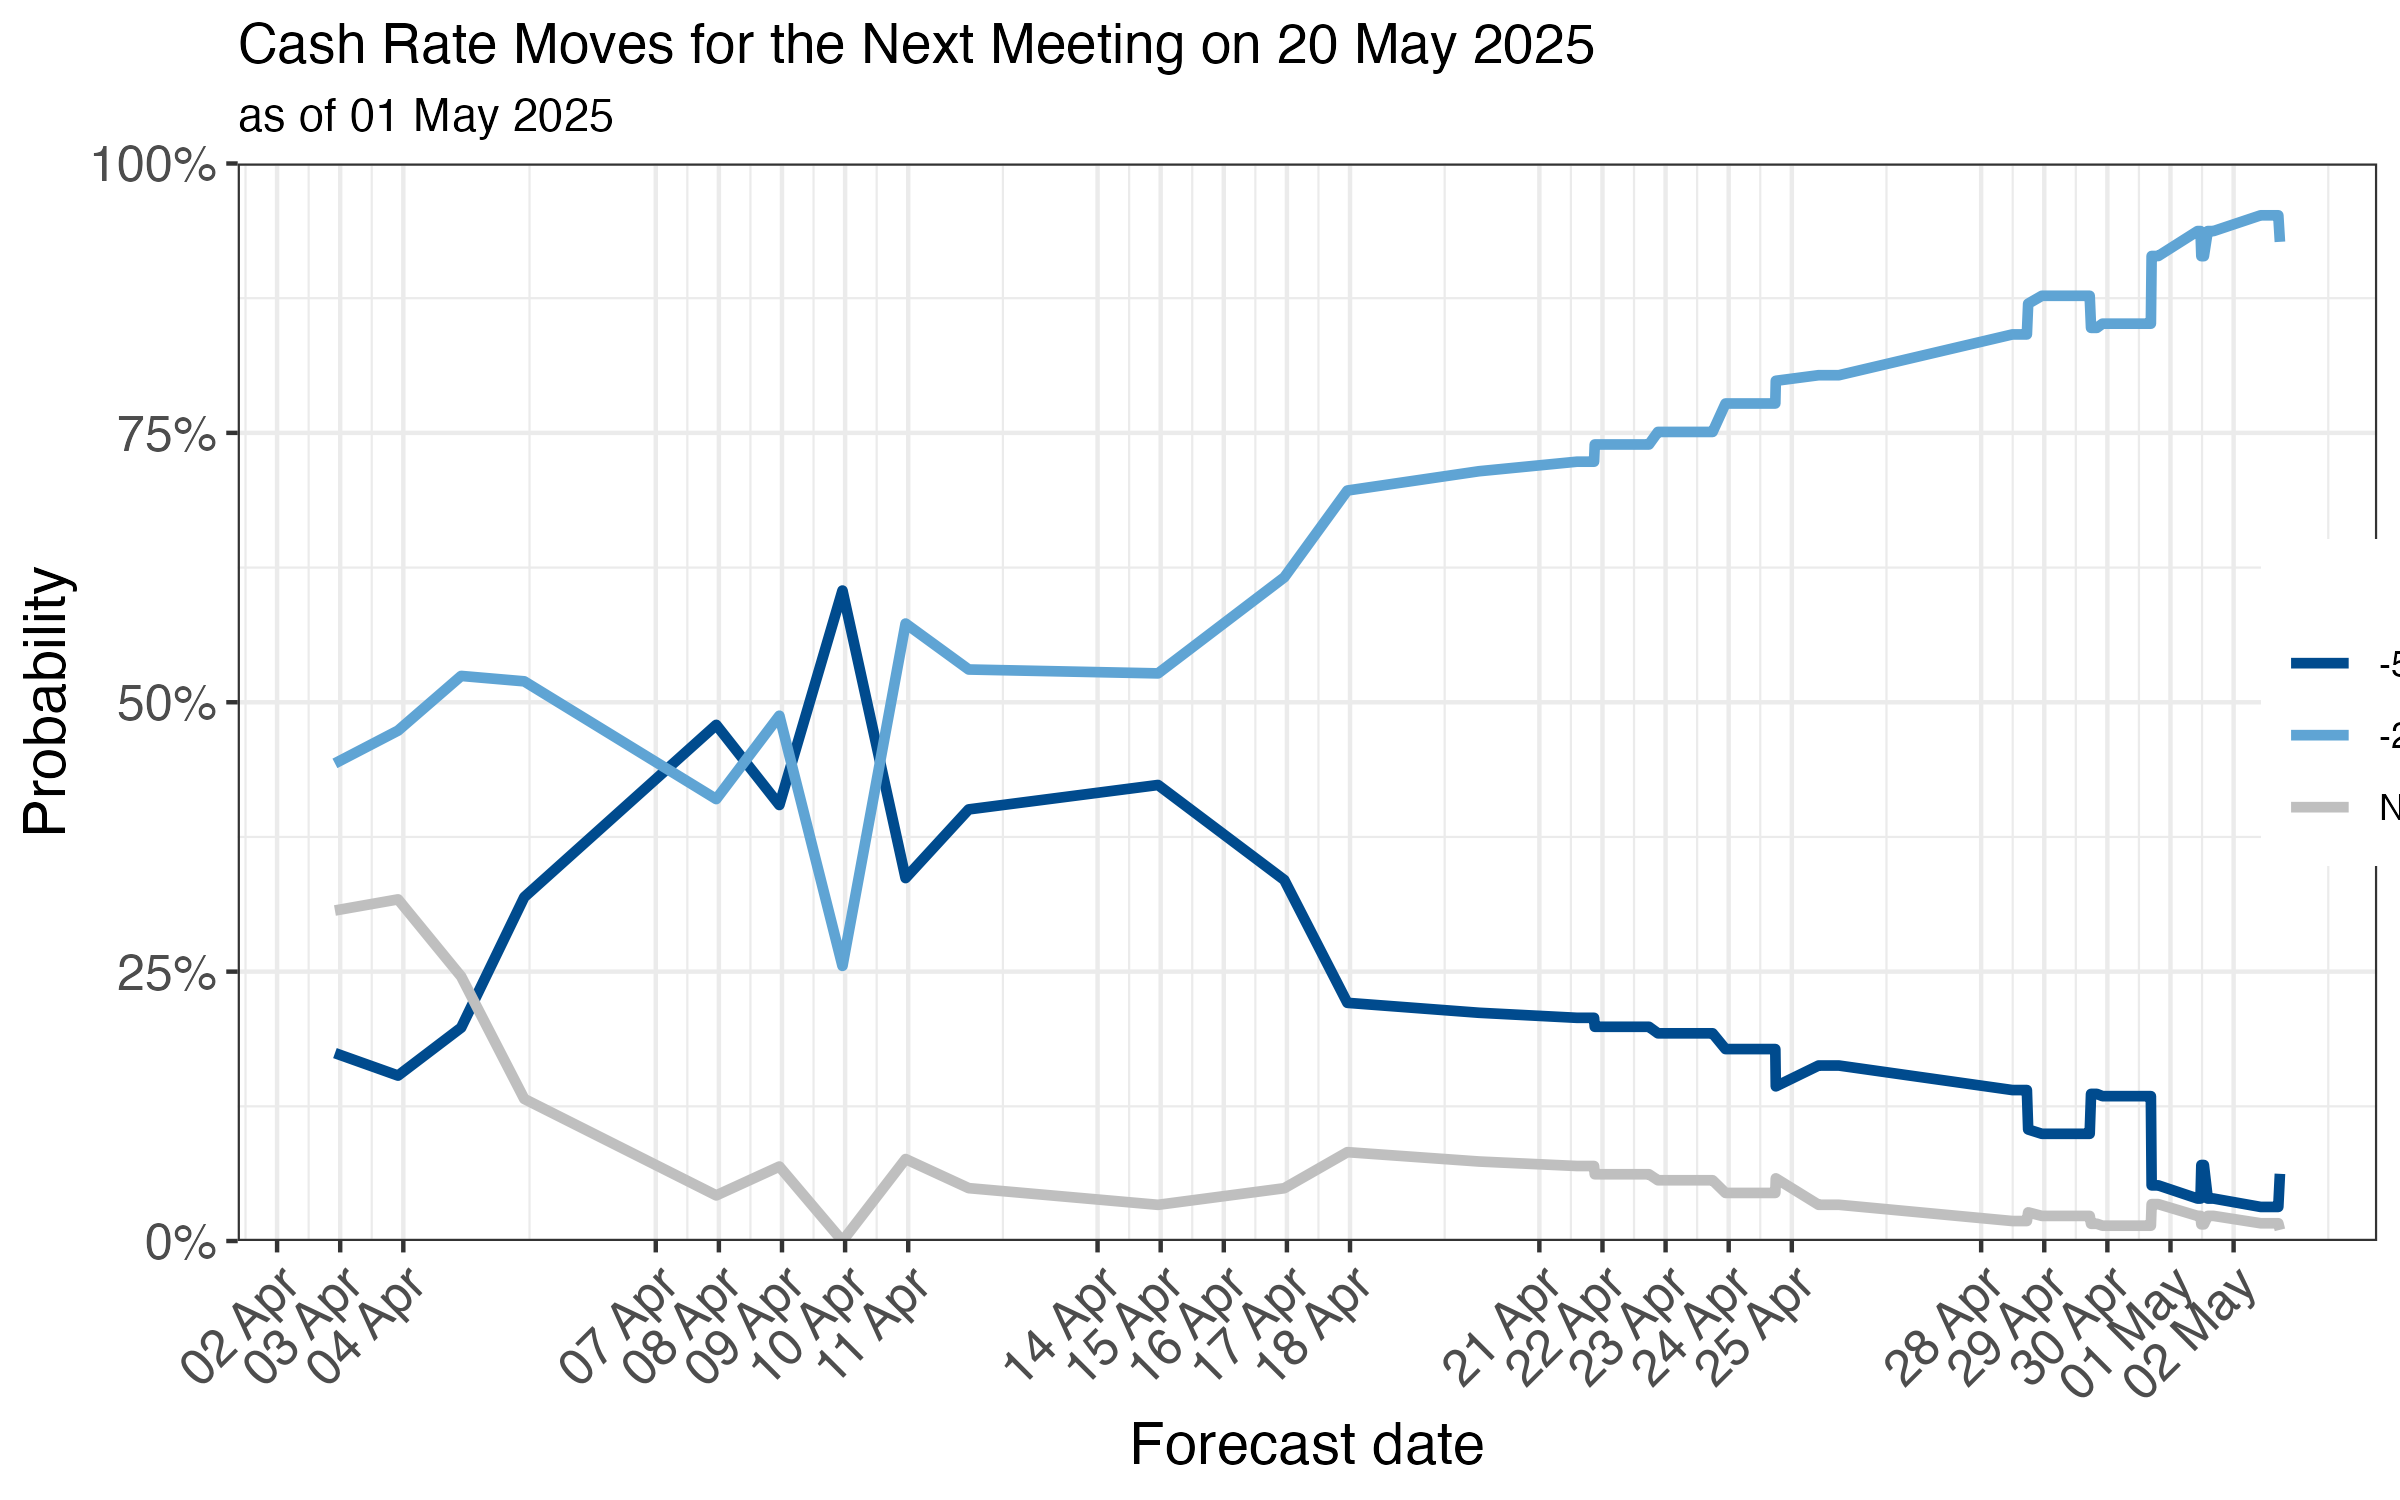 Cash Rate Moves for the Next Meeting on 20 May 2025
as of 01 May 2025
100%
75%
50%
25%
0%
Probability
-5
-2
N
02 Apr
03 Apr
04 Apr
07 Apr
08 Apr
09 Apr
10 Apr
11 Apr
14 Apr
15 Apr
16 Apr
17 Apr
18 Apr
21 Apr
22 Apr
23 Apr
24 Apr
25 Apr
28 Apr
29 Apr
30 Apr
01 May
02 May
Forecast date